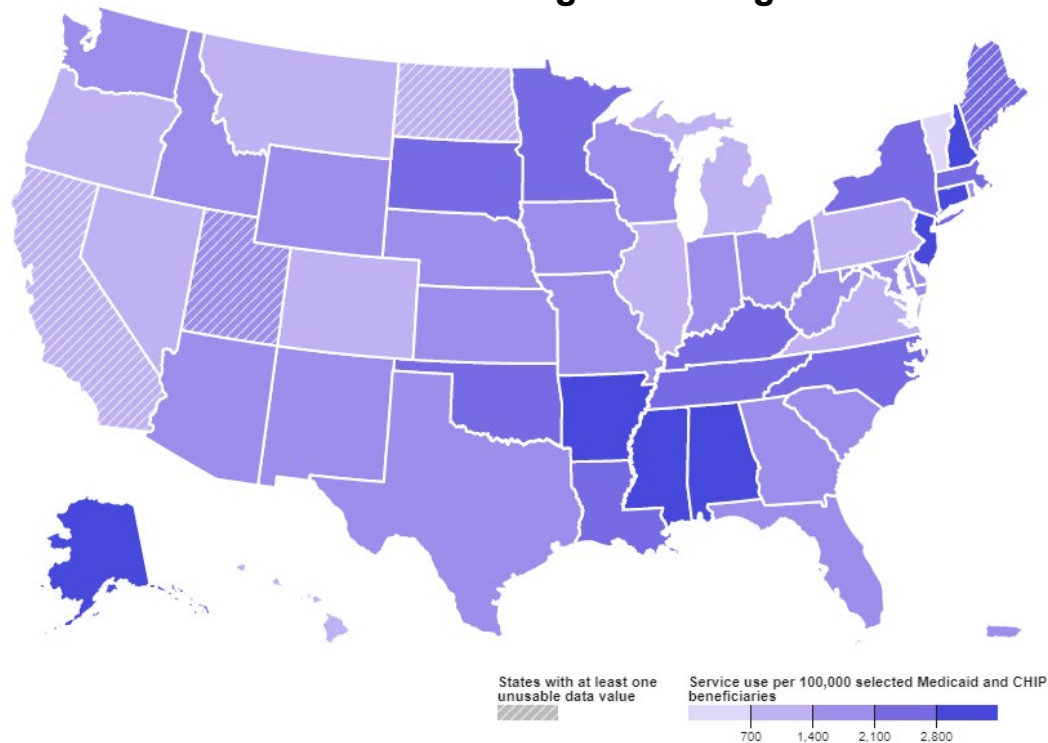 States with at least one
unusable data value
Service use per 100,000 selected Medicaid and CHIP
beneficiaries
700 1,400 2,100 2,800